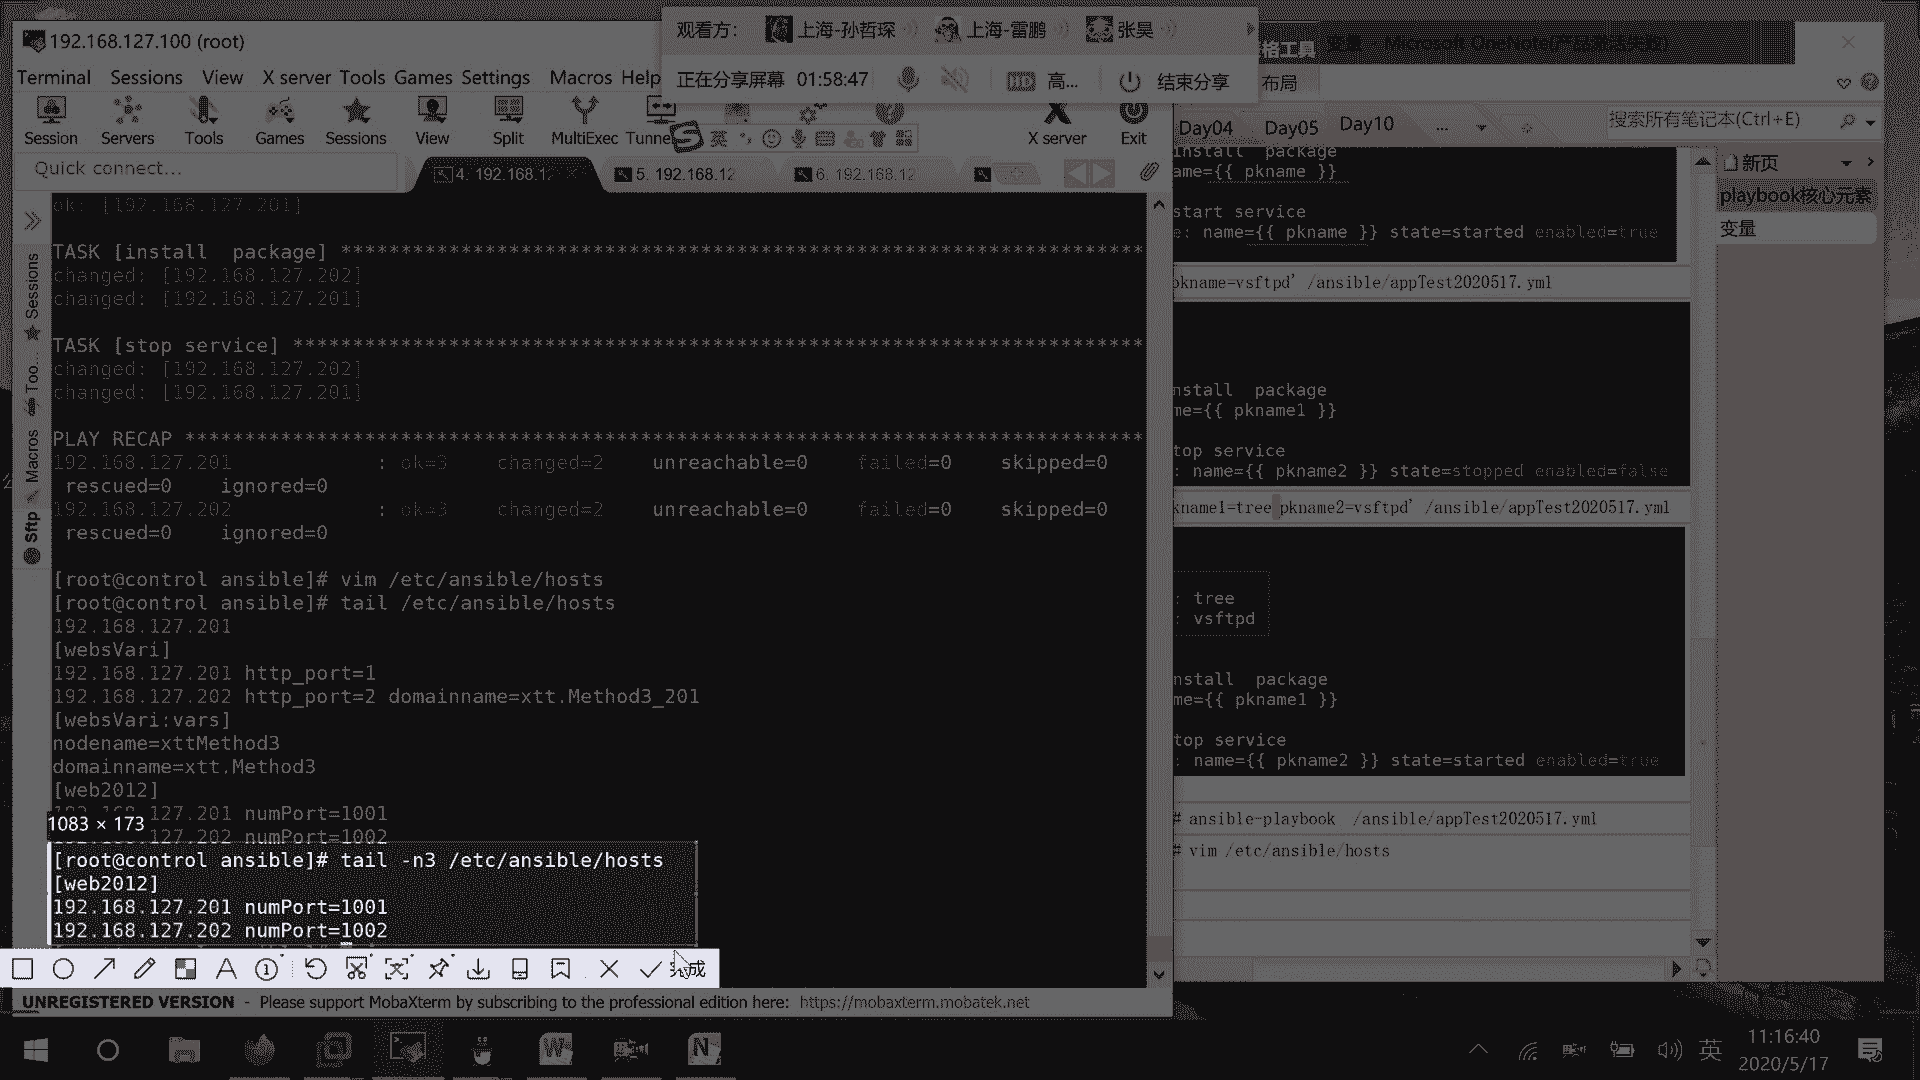 192.168.127.100 (root)
观看方： 上海-孙哲琛 上海-雷鹏 张昊
正在分享屏幕 01:58:47 高... 结束分享
格工具 变量 - Microsoft OneNote(产品激活失败)
布局
Terminal Sessions View X server Tools Games Settings Macros Help
Session Servers Tools Games Sessions View Split MultiExec Tunne X server Exit
英
Quick connect...
4. 192.168.12 5. 192.168.12 6. 192.168.12
Sessions
Too...
Macros
Sftp
ok: [192.168.127.201]
TASK [install  package] *******************************************************************
changed: [192.168.127.202]
changed: [192.168.127.201]
TASK [stop service] ***********************************************************************
changed: [192.168.127.202]
changed: [192.168.127.201]
PLAY RECAP ********************************************************************************
192.168.127.201 : ok=3 changed=2 unreachable=0 failed=0 skipped=0
rescued=0 ignored=0
192.168.127.202 : ok=3 changed=2 unreachable=0 failed=0 skipped=0
rescued=0 ignored=0
[root@control ansible]# vim /etc/ansible/hosts
[root@control ansible]# tail /etc/ansible/hosts
192.168.127.201
[websVari]
192.168.127.201 http_port=1
192.168.127.202 http_port=2 domainname=xtt.Method3_201
[websVari:vars]
nodename=xttMethod3
domainname=xtt.Method3
[web2012]
127.201 numPort=1001
1083 × 173
127.202 numPort=1002
[root@control ansible]# tail -n3 /etc/ansible/hosts
[web2012]
192.168.127.201 numPort=1001
192.168.127.202 numPort=1002
UNREGISTERED VERSION - Please support MobaXterm by subscribing to the professional edition here: https://mobaxterm.mobatek.net
Day04 Day05 Day10 ...
搜索所有笔记本(Ctrl+E)
新页
playbook核心元素
变量
install  package
ame={{ pkname }}
start service
e: name={{ pkname }} state=started enabled=true
pkname=vsftpd' /ansible/appTest2020517.yml
nstall  package
me={{ pkname1 }}
top service
: name={{ pkname2 }} state=stopped enabled=false
kname1=tree pkname2=vsftpd' /ansible/appTest2020517.yml
: tree
: vsftpd
nstall  package
me={{ pkname1 }}
top service
: name={{ pkname2 }} state=started enabled=true
# ansible-playbook  /ansible/appTest2020517.yml
# vim /etc/ansible/hosts
英
11:16:40
2020/5/17